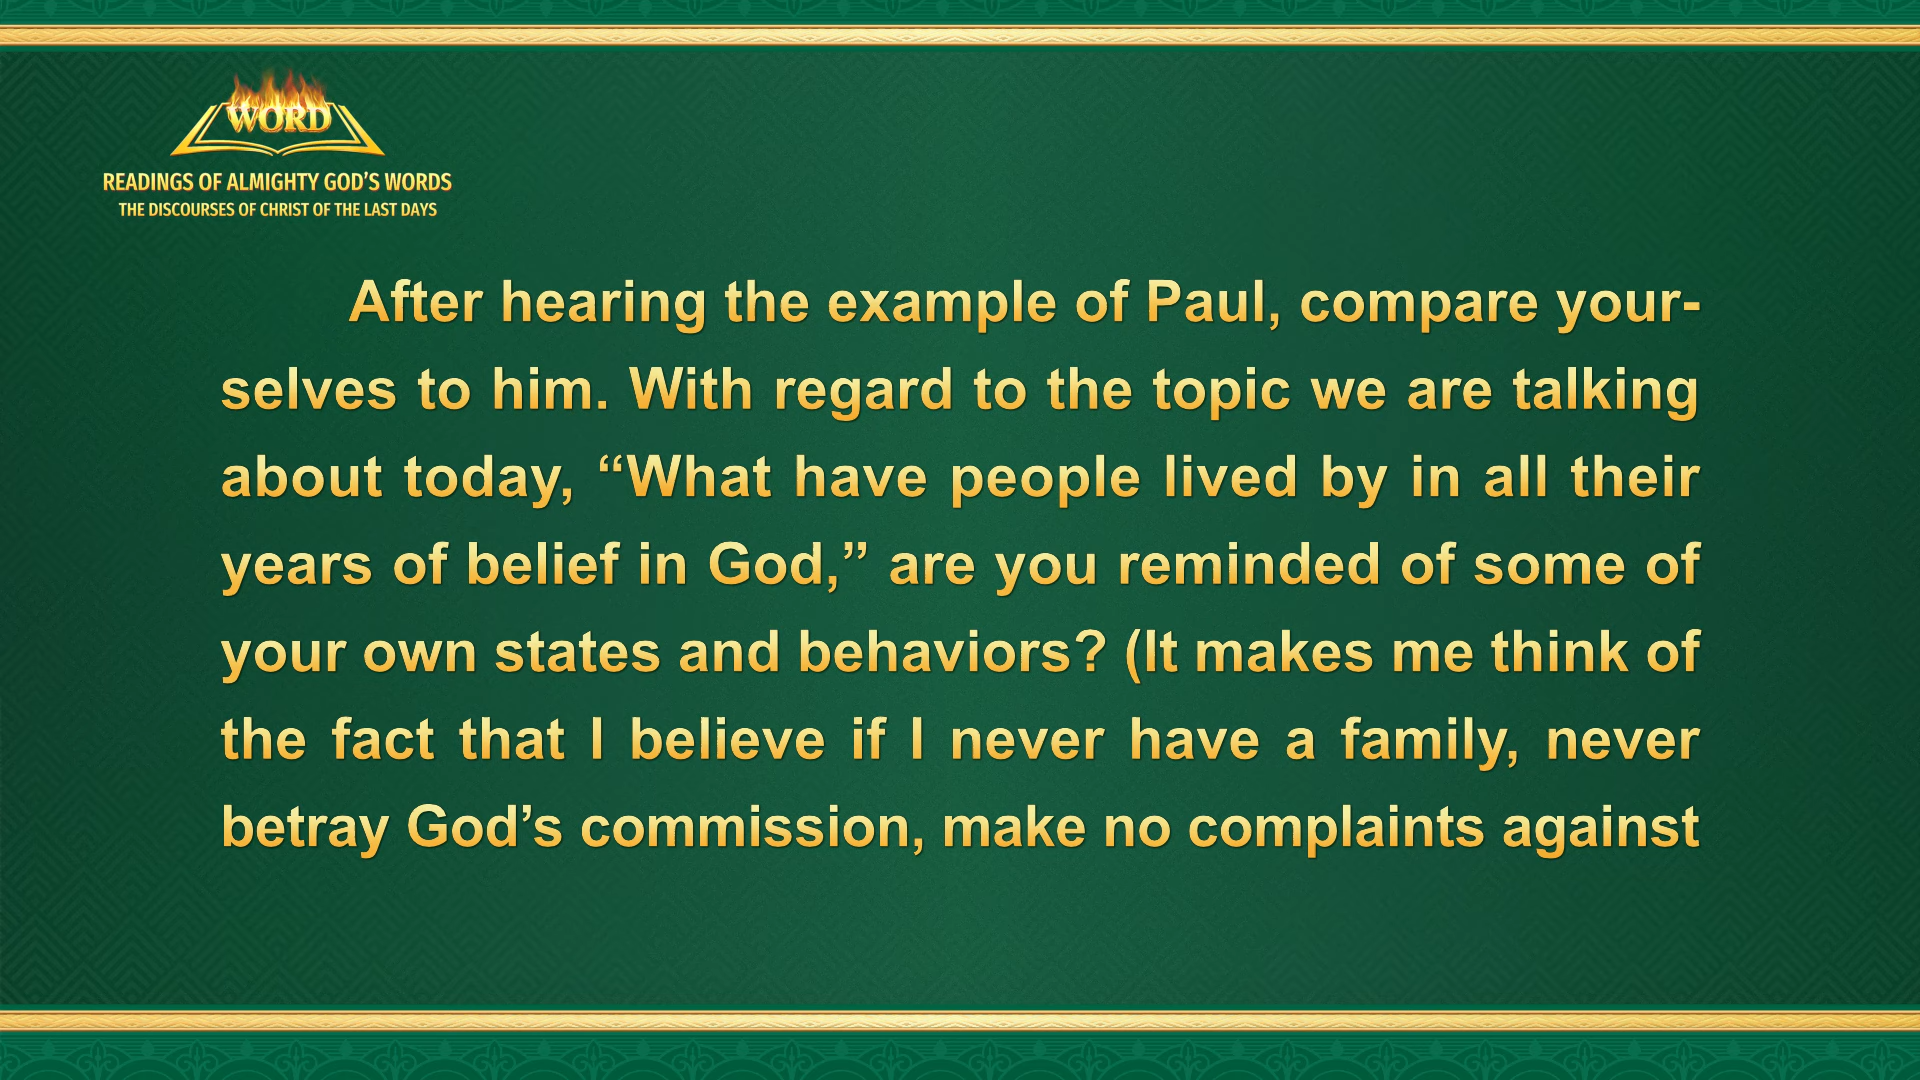 WORD
READINGS OF ALMIGHTY GOD’S WORDS
THE DISCOURSES OF CHRIST OF THE LAST DAYS
After hearing the example of Paul, compare your-
selves to him. With regard to the topic we are talking
about today, “What have people lived by in all their
years of belief in God,” are you reminded of some of
your own states and behaviors? (It makes me think of
the fact that I believe if I never have a family, never
betray God’s commission, make no complaints against